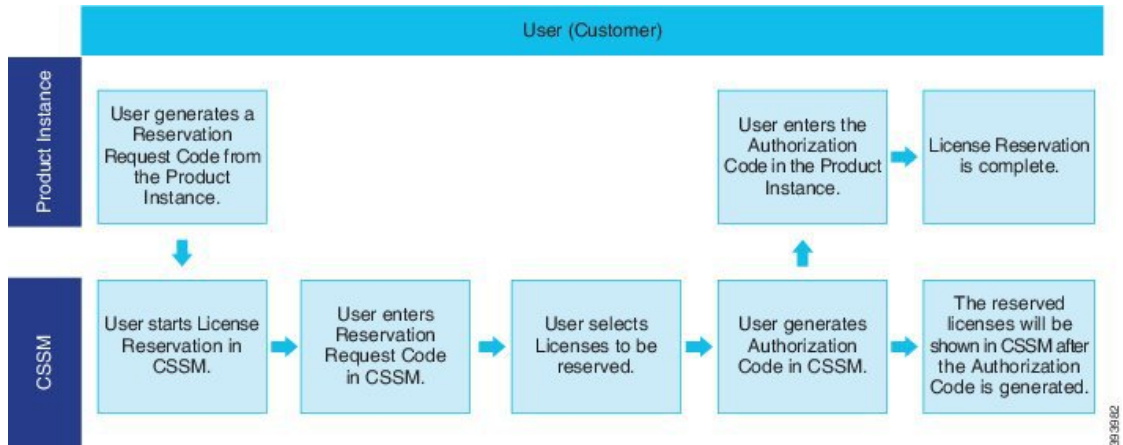 User (Customer)
Product Instance
User generates a
Reservation
Request Code from
the Product
Instance.
User enters the
Authorization
Code in the Product
Instance.
License Reservation
is complete.
CSSM
User starts License
Reservation in
CSSM.
User enters
Reservation
Request Code
in CSSM.
User selects
Licenses to be
reserved.
User generates
Authorization
Code in CSSM.
The reserved
licenses will be
shown in CSSM after
the Authorization
Code is generated.
393982